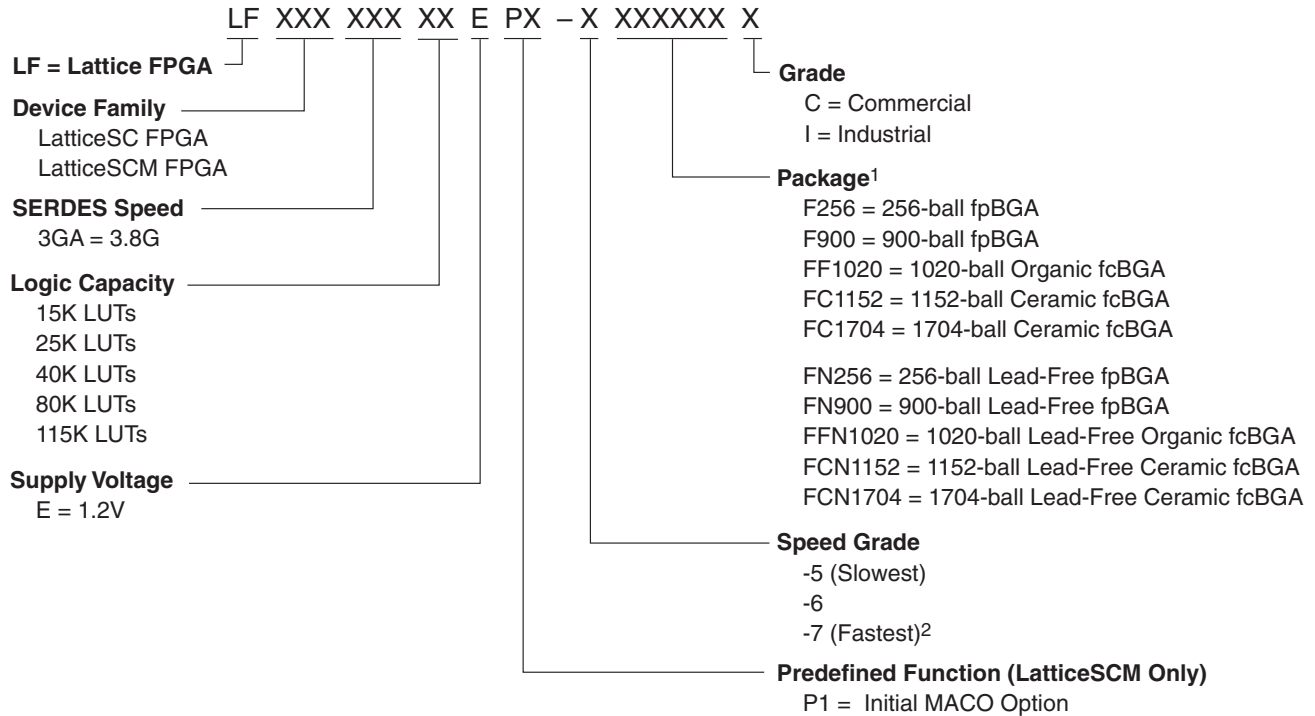 LF XXX XXX XX E PX – X XXXXXX X
LF = Lattice FPGA
Device Family
LatticeSC FPGA
LatticeSCM FPGA
SERDES Speed
3GA = 3.8G
Logic Capacity
15K LUTs
25K LUTs
40K LUTs
80K LUTs
115K LUTs
Supply Voltage
E = 1.2V
Grade
C = Commercial
I = Industrial
Package1
F256 = 256-ball fpBGA
F900 = 900-ball fpBGA
FF1020 = 1020-ball Organic fcBGA
FC1152 = 1152-ball Ceramic fcBGA
FC1704 = 1704-ball Ceramic fcBGA
FN256 = 256-ball Lead-Free fpBGA
FN900 = 900-ball Lead-Free fpBGA
FFN1020 = 1020-ball Lead-Free Organic fcBGA
FCN1152 = 1152-ball Lead-Free Ceramic fcBGA
FCN1704 = 1704-ball Lead-Free Ceramic fcBGA
Speed Grade
-5 (Slowest)
-6
-7 (Fastest)2
Predefined Function (LatticeSCM Only)
P1 = Initial MACO Option